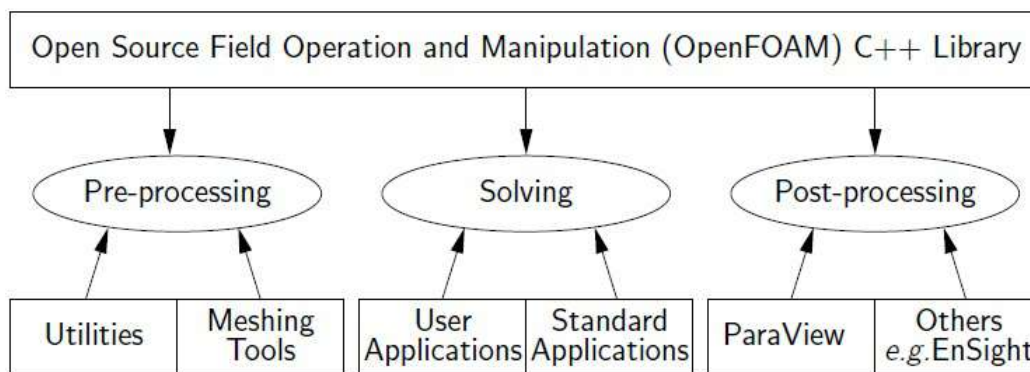 Open Source Field Operation and Manipulation (OpenFOAM) C++ Library
Pre-processing
Solving
Post-processing
Utilities
Meshing
Tools
User
Applications
Standard
Applications
ParaView
Others
e.g.EnSight